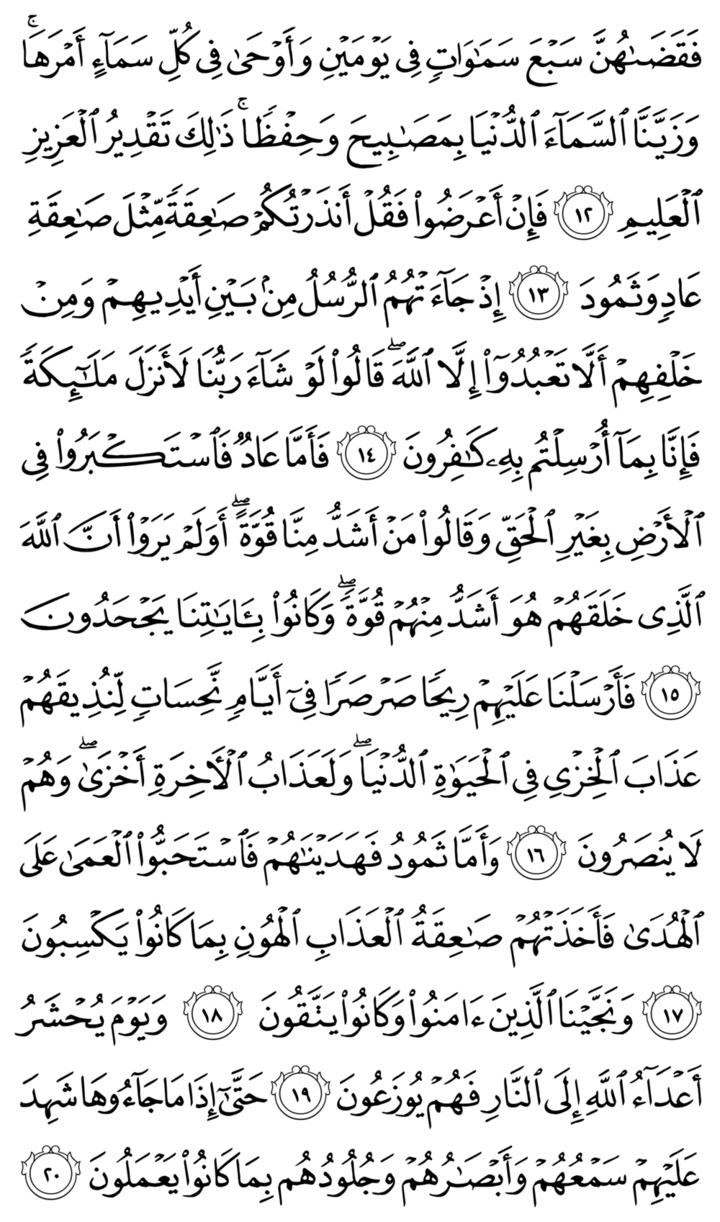 فَقَضَىٰهُنَّ سَبۡعَ سَمَٰوَاتٖ فِي يَوۡمَيۡنِ وَأَوۡحَىٰ فِي كُلِّ سَمَآءٍ أَمۡرَهَاۚ
وَزَيَّنَّا ٱلسَّمَآءَ ٱلدُّنۡيَا بِمَصَٰبِيحَ وَحِفۡظٗاۚ ذَٰلِكَ تَقۡدِيرُ ٱلۡعَزِيزِ
ٱلۡعَلِيمِ ١٢ فَإِنۡ أَعۡرَضُواْ فَقُلۡ أَنذَرۡتُكُمۡ صَٰعِقَةٗ مِّثۡلَ صَٰعِقَةِ
عَادٖ وَثَمُودَ ١٣ إِذۡ جَآءَتۡهُمُ ٱلرُّسُلُ مِنۢ بَيۡنِ أَيۡدِيهِمۡ وَمِنۡ
خَلۡفِهِمۡ أَلَّا تَعۡبُدُوٓاْ إِلَّا ٱللَّهَۖ قَالُواْ لَوۡ شَآءَ رَبُّنَا لَأَنزَلَ مَلَٰٓئِكَةٗ
فَإِنَّا بِمَآ أُرۡسِلۡتُم بِهِۦ كَٰفِرُونَ ١٤ فَأَمَّا عَادٞ فَٱسۡتَكۡبَرُواْ فِي
ٱلۡأَرۡضِ بِغَيۡرِ ٱلۡحَقِّ وَقَالُواْ مَنۡ أَشَدُّ مِنَّا قُوَّةًۖ أَوَلَمۡ يَرَوۡاْ أَنَّ ٱللَّهَ
ٱلَّذِي خَلَقَهُمۡ هُوَ أَشَدُّ مِنۡهُمۡ قُوَّةٗۖ وَكَانُواْ بِـَٔايَٰتِنَا يَجۡحَدُونَ
١٥ فَأَرۡسَلۡنَا عَلَيۡهِمۡ رِيحٗا صَرۡصَرٗا فِيٓ أَيَّامٖ نَّحِسَاتٖ لِّنُذِيقَهُمۡ
عَذَابَ ٱلۡخِزۡيِ فِي ٱلۡحَيَوٰةِ ٱلدُّنۡيَاۖ وَلَعَذَابُ ٱلۡأٓخِرَةِ أَخۡزَىٰۖ وَهُمۡ
لَا يُنصَرُونَ ١٦ وَأَمَّا ثَمُودُ فَهَدَيۡنَٰهُمۡ فَٱسۡتَحَبُّواْ ٱلۡعَمَىٰ عَلَى
ٱلۡهُدَىٰ فَأَخَذَتۡهُمۡ صَٰعِقَةُ ٱلۡعَذَابِ ٱلۡهُونِ بِمَا كَانُواْ يَكۡسِبُونَ
١٧ وَنَجَّيۡنَا ٱلَّذِينَ ءَامَنُواْ وَكَانُواْ يَتَّقُونَ ١٨ وَيَوۡمَ يُحۡشَرُ
أَعۡدَآءُ ٱللَّهِ إِلَى ٱلنَّارِ فَهُمۡ يُوزَعُونَ ١٩ حَتَّىٰٓ إِذَا مَا جَآءُوهَا شَهِدَ
عَلَيۡهِمۡ سَمۡعُهُمۡ وَأَبۡصَٰرُهُمۡ وَجُلُودُهُم بِمَا كَانُواْ يَعۡمَلُونَ ٢٠